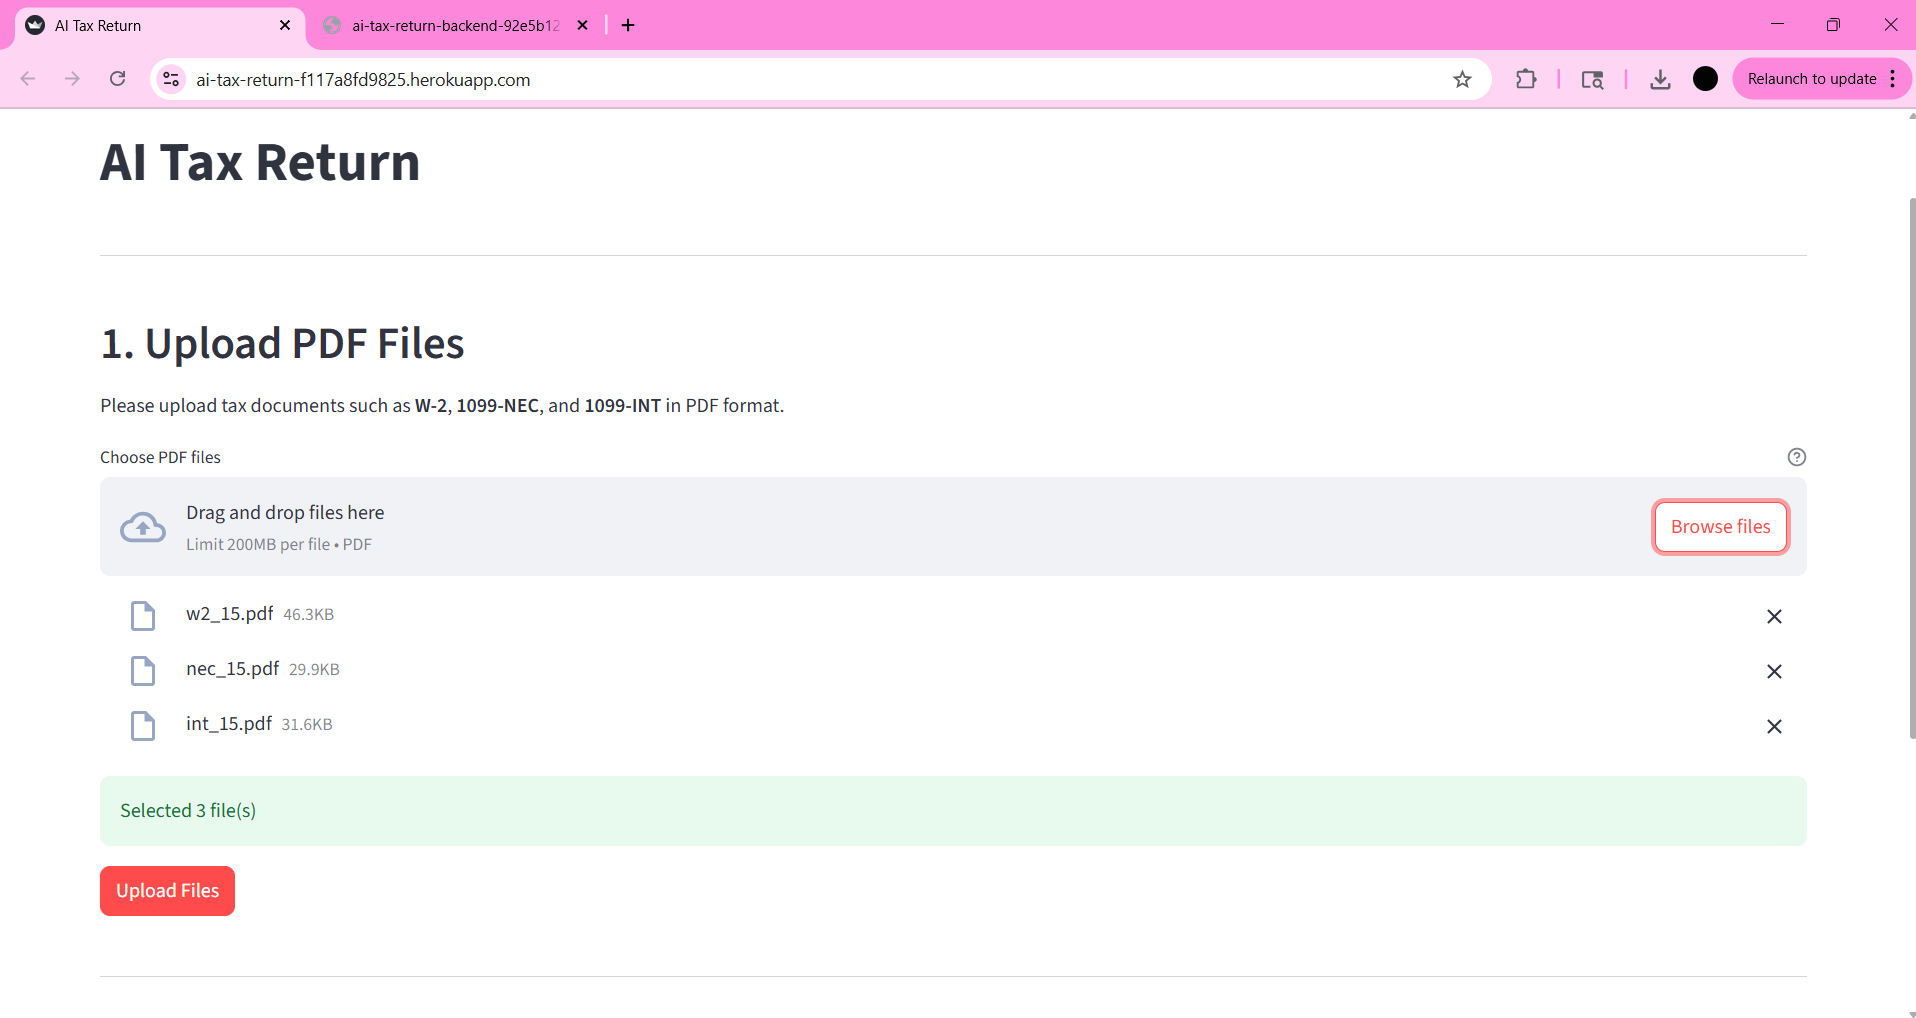 AI Tax Return
ai-tax-return-backend-92e5b12
ai-tax-return-f117a8fd9825.herokuapp.com
Relaunch to update
AI Tax Return
1. Upload PDF Files
Please upload tax documents such as W-2, 1099-NEC, and 1099-INT in PDF format.
Choose PDF files
Drag and drop files here
Limit 200MB per file • PDF
Browse files
w2_15.pdf 46.3KB
nec_15.pdf 29.9KB
int_15.pdf 31.6KB
Selected 3 file(s)
Upload Files